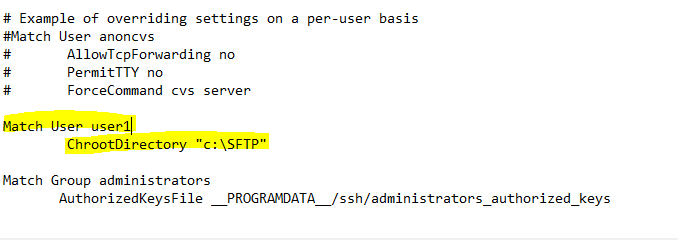 # Example of overriding settings on a per-user basis
#Match User anoncvs
#       AllowTcpForwarding no
#       PermitTTY no
#       ForceCommand cvs server
Match User user1
        ChrootDirectory "c:\SFTP"
Match Group administrators
       AuthorizedKeysFile __PROGRAMDATA__/ssh/administrators_authorized_keys